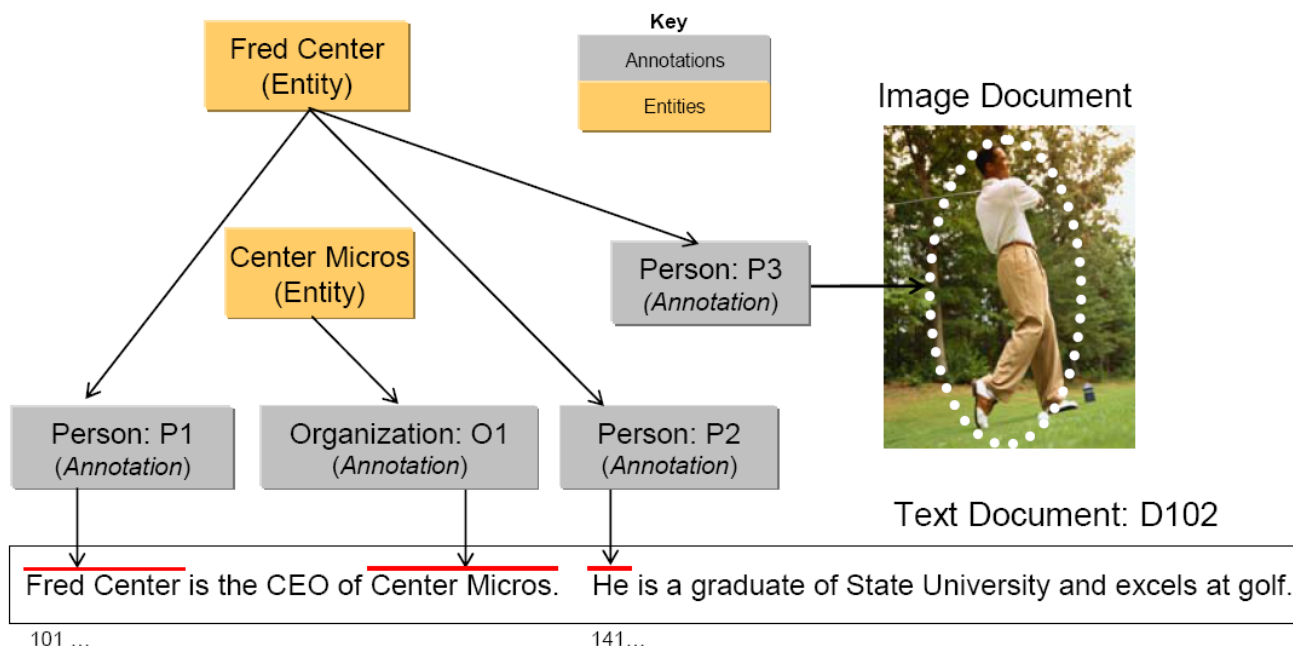 Key
Annotations
Entities
Fred Center
(Entity)
Image Document
Center Micros
(Entity)
Person: P3
(Annotation)
Person: P1
(Annotation)
Organization: O1
(Annotation)
Person: P2
(Annotation)
Text Document: D102
Fred Center is the CEO of Center Micros. He is a graduate of State University and excels at golf.
101 ...
141...